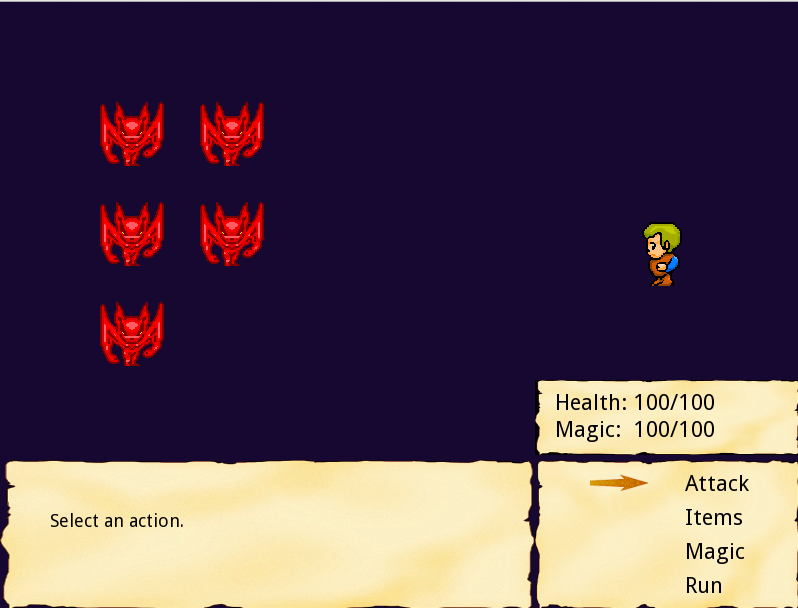 Health: 100/100
Magic: 100/100
Select an action.
Attack
Items
Magic
Run